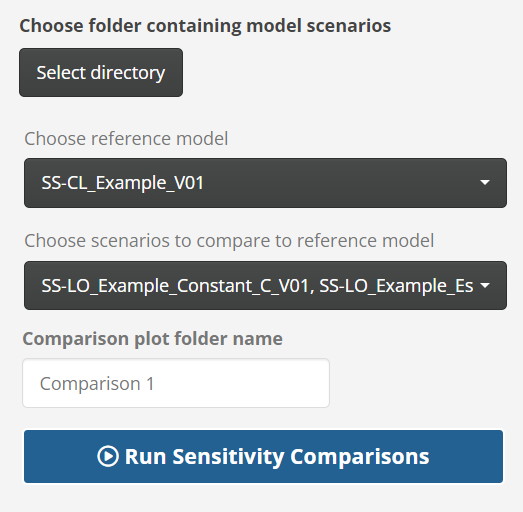 Choose folder containing model scenarios
Select directory
Choose reference model
SS-CL_Example_V01
Choose scenarios to compare to reference model
SS-LO_Example_Constant_C_V01, SS-LO_Example_Es
Comparison plot folder name
Comparison 1
Run Sensitivity Comparisons